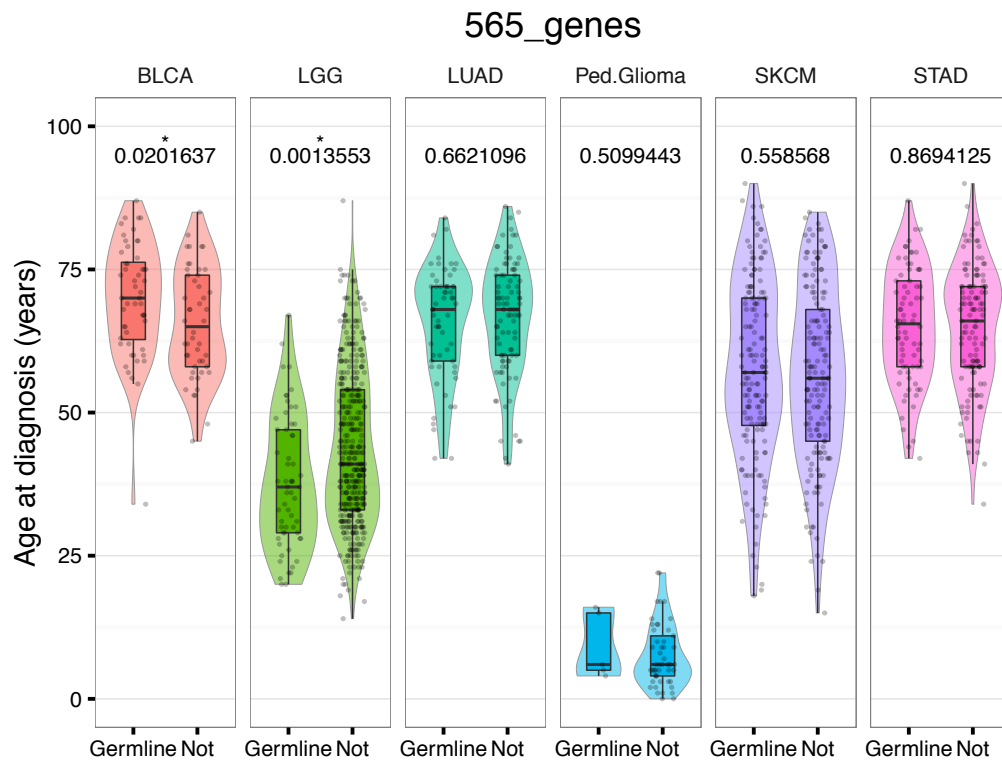 565_genes
BLCA LGG LUAD Ped.Glioma SKCM STAD
* *
0.0201637 0.0013553 0.6621096 0.5099443 0.558568 0.8694125
100
75
50
25
0
Age at diagnosis (years)
Germline Not Germline Not Germline Not Germline Not Germline Not Germline Not